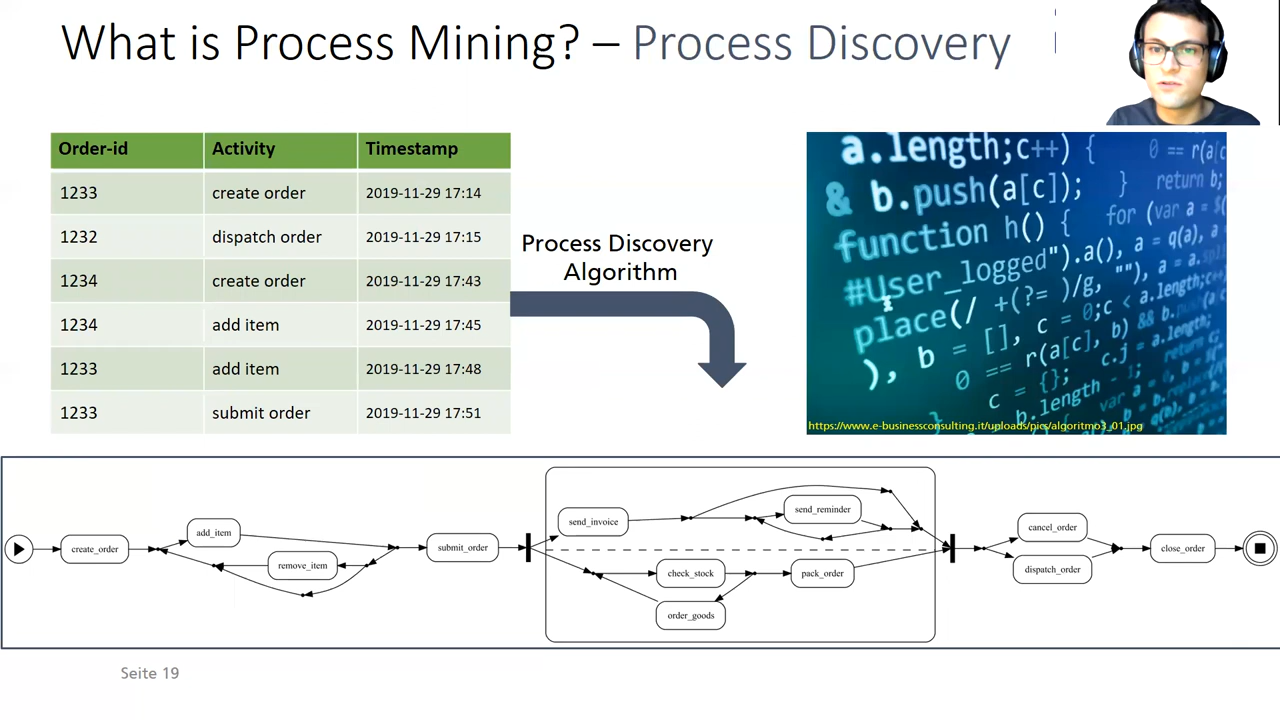 What is Process Mining? – Process Discovery
Order-id Activity Timestamp
1233 create order 2019-11-29 17:14
1232 dispatch order 2019-11-29 17:15
1234 create order 2019-11-29 17:43
1234 add item 2019-11-29 17:45
1233 add item 2019-11-29 17:48
1233 submit order 2019-11-29 17:51
Process Discovery
Algorithm
a.length;c++) {
0 == r(a[c
& b.push(a[c]); } return b;
function h() { for (var a = $(
#User_logged").a(), a = q(a), a
place(/ +(?= )/g, ""), a = a.
), b = [], c = 0;c < a.length;c++
0 == r(a[c], b) && b.
c = {}; c.j = a.
b.length - 1;
https://www.e-businessconsulting.it/uploads/pics/algoritmo3_01.jpg
create_order
add_item
remove_item
submit_order
send_invoice
send_reminder
check_stock
pack_order
order_goods
cancel_order
dispatch_order
close_order
Seite 19